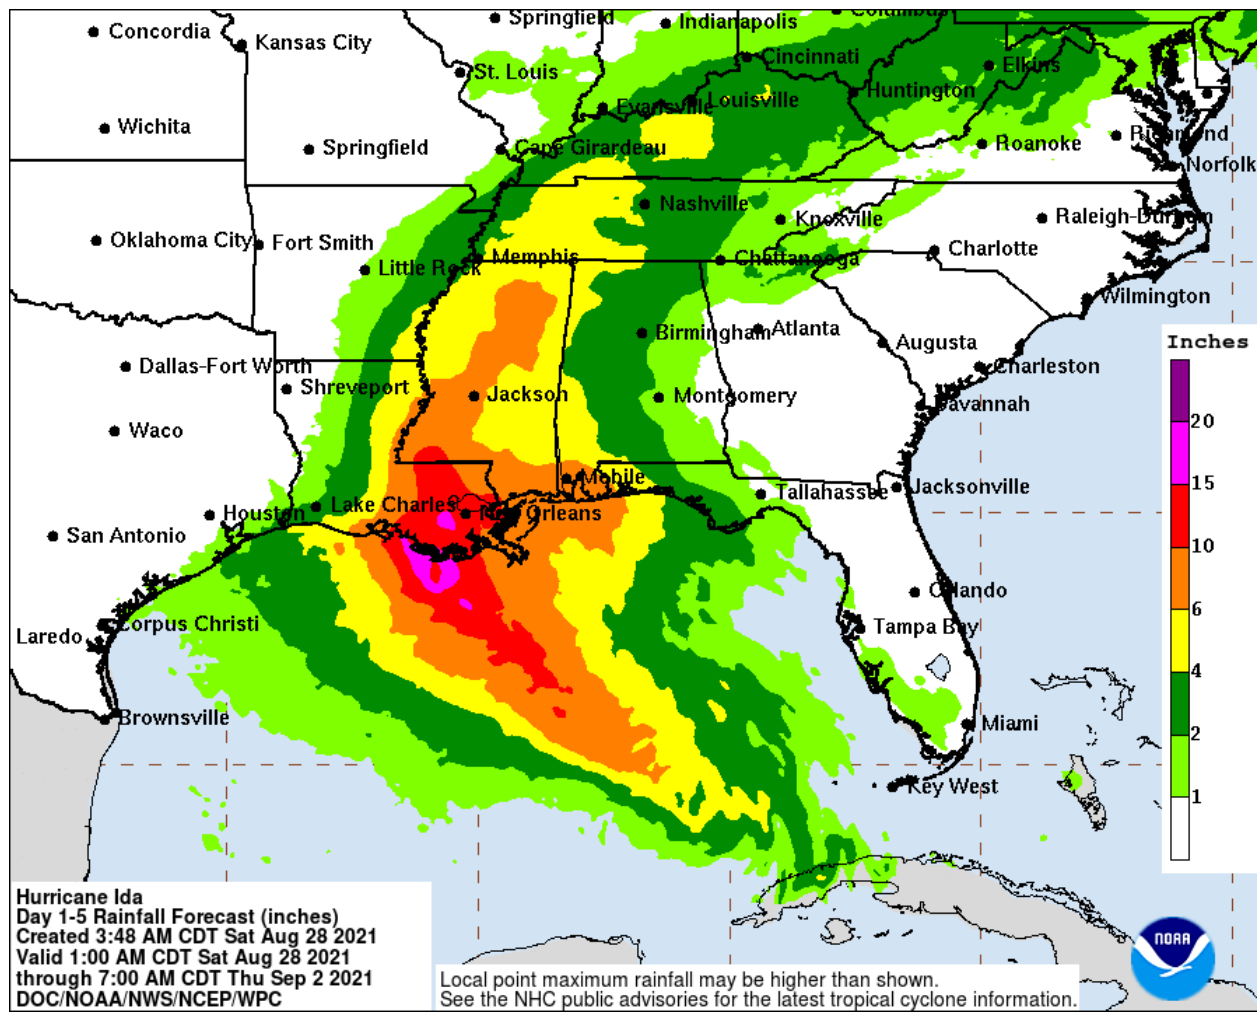 Springfield
Indianapolis
Columbus
Concordia
Kansas City
St. Louis
Cincinnati
Elkins
Evansville
Louisville
Huntington
Wichita
Springfield
Cape Girardeau
Roanoke
Richmond
Norfolk
Nashville
Knoxville
Raleigh-Durham
Oklahoma City
Fort Smith
Little Rock
Memphis
Chattanooga
Charlotte
Wilmington
Birmingham
Atlanta
Augusta
Inches
Dallas-Fort Worth
Shreveport
Jackson
Montgomery
Charleston
Savannah
Waco
20
Mobile
15
Tallahassee
Jacksonville
Houston
Lake Charles
New Orleans
San Antonio
10
Orlando
6
Laredo
Corpus Christi
Tampa Bay
4
Brownsville
Miami
2
Key West
1
Hurricane Ida
Day 1-5 Rainfall Forecast (inches)
Created 3:48 AM CDT Sat Aug 28 2021
Valid 1:00 AM CDT Sat Aug 28 2021
through 7:00 AM CDT Thu Sep 2 2021
DOC/NOAA/NWS/NCEP/WPC
Local point maximum rainfall may be higher than shown.
See the NHC public advisories for the latest tropical cyclone information.
NOAA